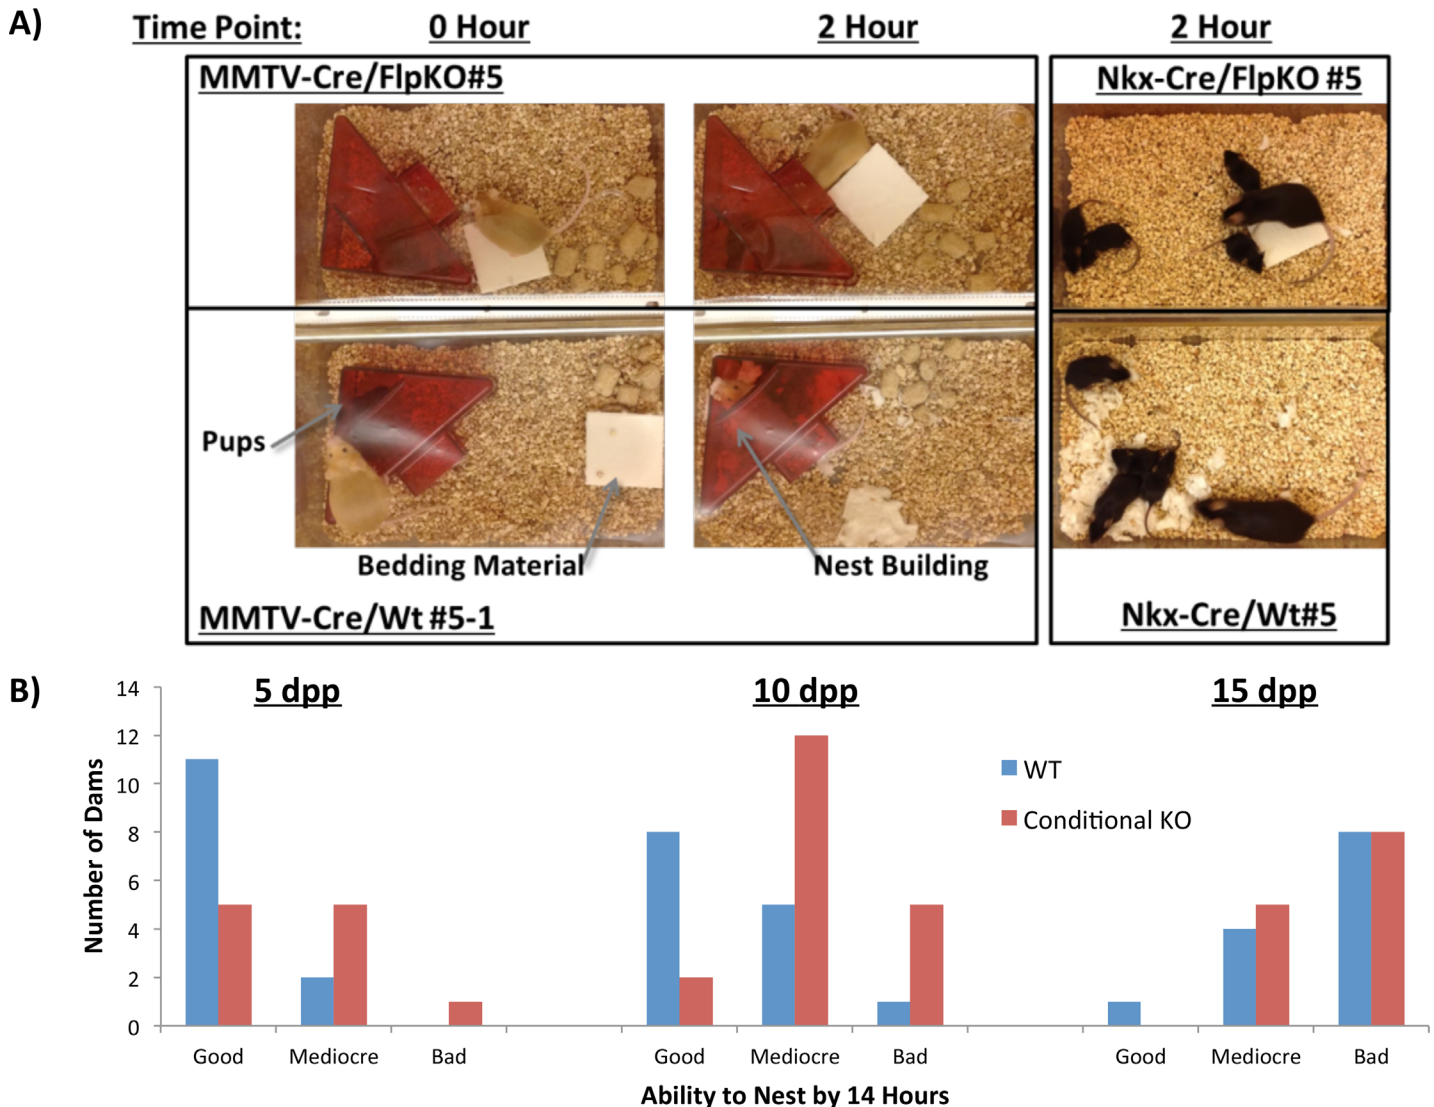 A)
Time Point: 0 Hour 2 Hour 2 Hour
MMTV-Cre/FlpKO#5
Nkx-Cre/FlpKO #5
Pups
Bedding Material
Nest Building
MMTV-Cre/Wt #5-1
Nkx-Cre/Wt#5
B)
5 dpp
10 dpp
15 dpp
14
12
10
8
6
4
2
0
Number of Dams
WT
Conditional KO
Good Mediocre Bad Good Mediocre Bad Good Mediocre Bad
Ability to Nest by 14 Hours